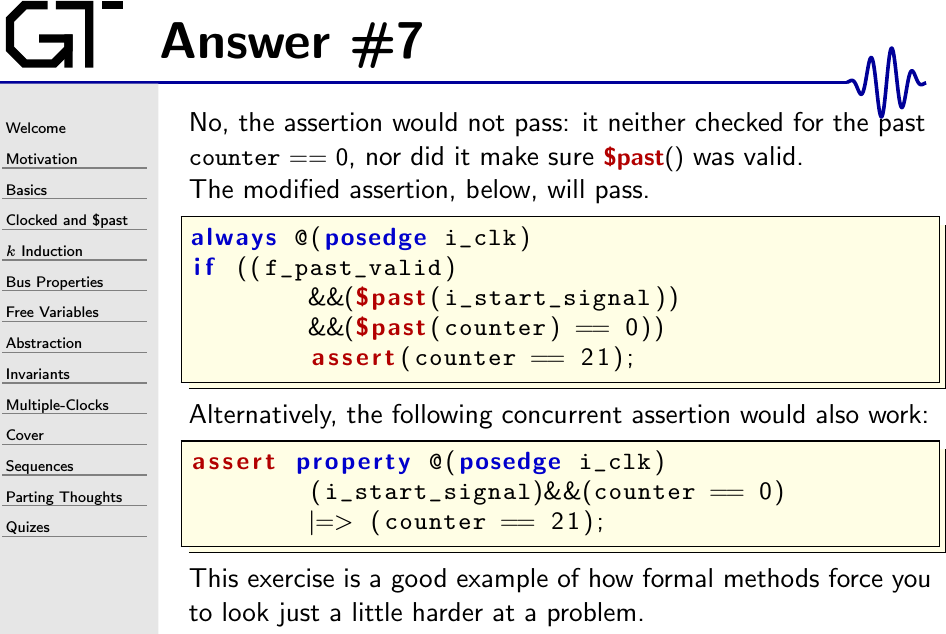 GT
Answer #7
Welcome
Motivation
Basics
Clocked and $past
k Induction
Bus Properties
Free Variables
Abstraction
Invariants
Multiple-Clocks
Cover
Sequences
Parting Thoughts
Quizes
No, the assertion would not pass: it neither checked for the past
counter == 0, nor did it make sure $past() was valid.
The modified assertion, below, will pass.
always @(posedge i_clk)
if ((f_past_valid)
&&($past(i_start_signal))
&&($past(counter) == 0))
assert(counter == 21);
Alternatively, the following concurrent assertion would also work:
assert property @(posedge i_clk)
(i_start_signal)&&(counter == 0)
|=> (counter == 21);
This exercise is a good example of how formal methods force you
to look just a little harder at a problem.